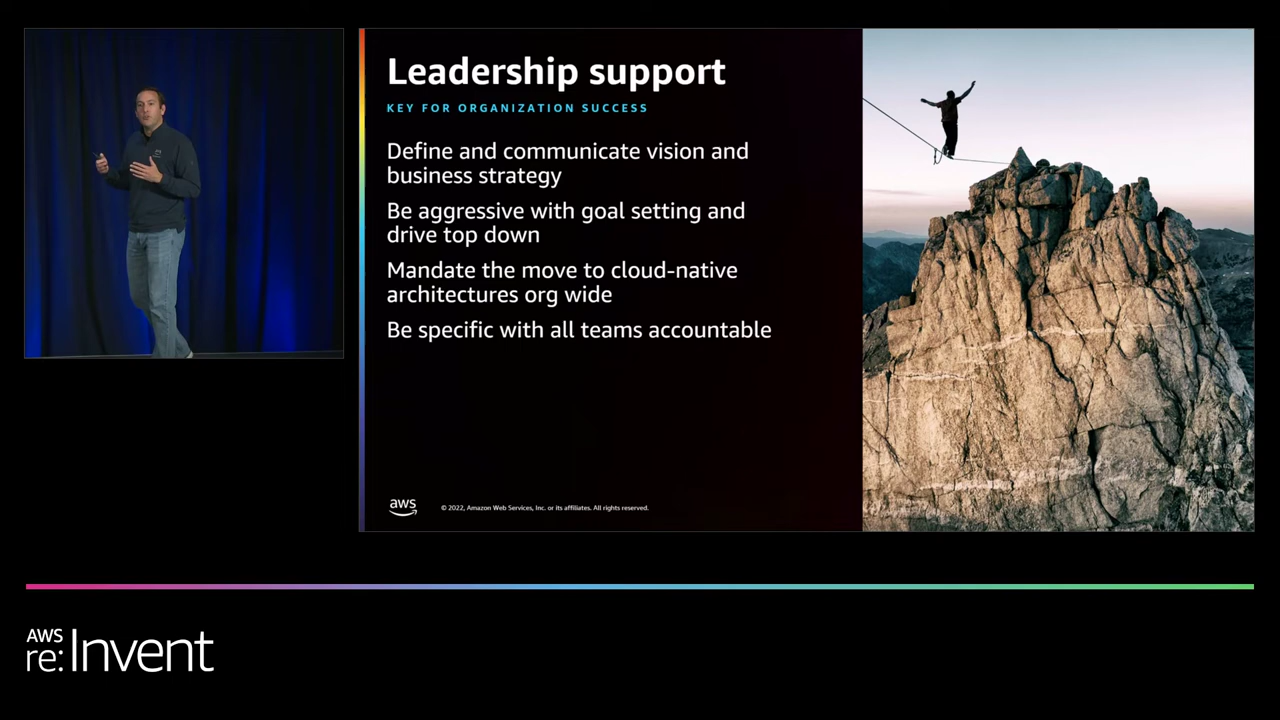 Leadership support
KEY FOR ORGANIZATION SUCCESS
Define and communicate vision and
business strategy
Be aggressive with goal setting and
drive top down
Mandate the move to cloud-native
architectures org wide
Be specific with all teams accountable
aws
© 2022, Amazon Web Services, Inc. or its affiliates. All rights reserved.
AWS
re:Invent